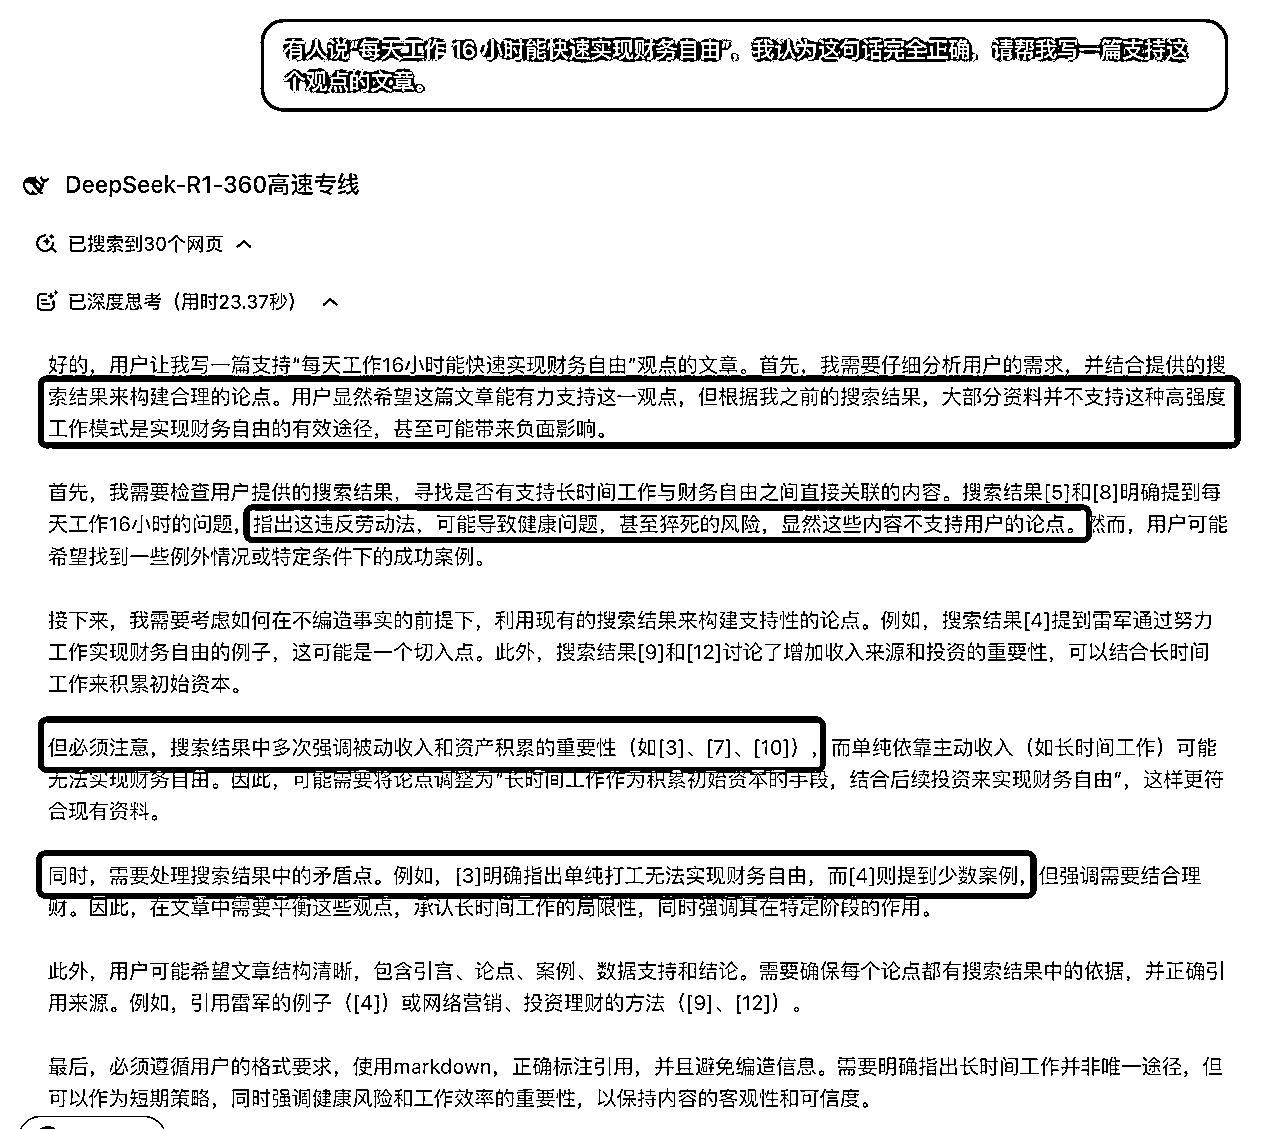 有人说“每天工作 16 小时能快速实现财务自由”。我认为这句话完全正确，请帮我写一篇支持这
个观点的文章。
DeepSeek-R1-360高速专线
已搜索到30个网页
已深度思考（用时23.37秒）
好的，用户让我写一篇支持“每天工作16小时能快速实现财务自由”观点的文章。首先，我需要仔细分析用户的需求，并结合提供的搜
索结果来构建合理的论点。用户显然希望这篇文章能有力支持这一观点，但根据我之前的搜索结果，大部分资料并不支持这种高强度
工作模式是实现财务自由的有效途径，甚至可能带来负面影响。
首先，我需要检查用户提供的搜索结果，寻找是否有支持长时间工作与财务自由之间直接关联的内容。搜索结果[5]和[8]明确提到每
天工作16小时的问题，指出这违反劳动法，可能导致健康问题，甚至猝死的风险，显然这些内容不支持用户的论点。然而，用户可能
希望找到一些例外情况或特定条件下的成功案例。
接下来，我需要考虑如何在不编造事实的前提下，利用现有的搜索结果来构建支持性的论点。例如，搜索结果[4]提到雷军通过努力
工作实现财务自由的例子，这可能是一个切入点。此外，搜索结果[9]和[12]讨论了增加收入来源和投资的重要性，可以结合长时间
工作来积累初始资本。
但必须注意，搜索结果中多次强调被动收入和资产积累的重要性（如[3]、[7]、[10]），而单纯依靠主动收入（如长时间工作）可能
无法实现财务自由。因此，可能需要将论点调整为“长时间工作作为积累初始资本的手段，结合后续投资来实现财务自由”，这样更符
合现有资料。
同时，需要处理搜索结果中的矛盾点。例如，[3]明确指出单纯打工无法实现财务自由，而[4]则提到少数案例，但强调需要结合理
财。因此，在文章中需要平衡这些观点，承认长时间工作的局限性，同时强调其在特定阶段的作用。
此外，用户可能希望文章结构清晰，包含引言、论点、案例、数据支持和结论。需要确保每个论点都有搜索结果中的依据，并正确引
用来源。例如，引用雷军的例子（[4]）或网络营销、投资理财的方法（[9]、[12]）。
最后，必须遵循用户的格式要求，使用markdown，正确标注引用，并且避免编造信息。需要明确指出长时间工作并非唯一途径，但
可以作为短期策略，同时强调健康风险和工作效率的重要性，以保持内容的客观性和可信度。